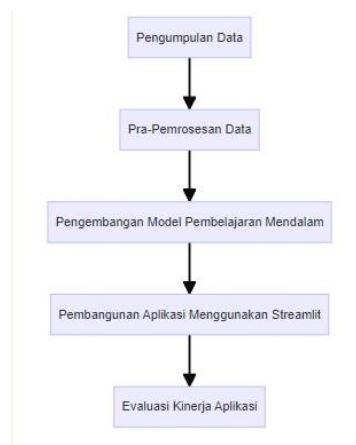 Pengumpulan Data
Pra-Pemrosesan Data
Pengembangan Model Pembelajaran Mendalam
Pembangunan Aplikasi Menggunakan Streamlit
Evaluasi Kinerja Aplikasi